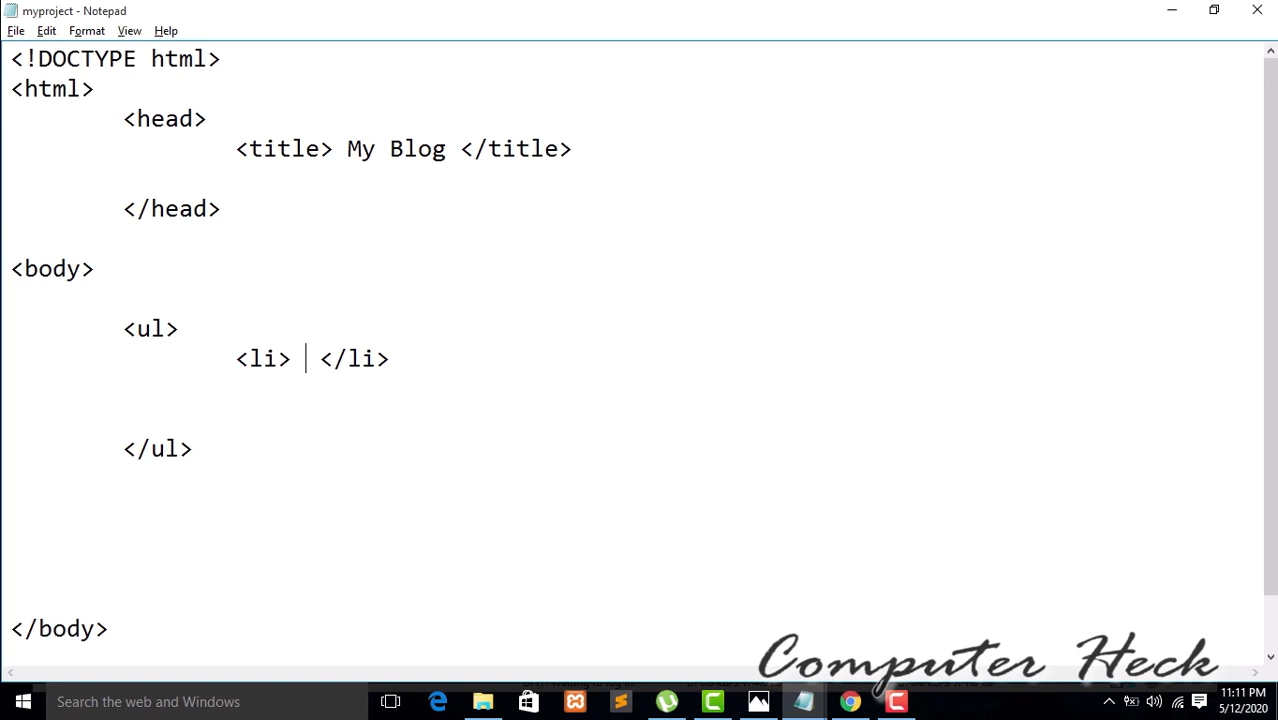 myproject - Notepad
File Edit Format View Help
<!DOCTYPE html>
<html>
<head>
<title> My Blog </title>
</head>
<body>
<ul>
<li> </li>
</ul>
</body>
Computer Heck
Search the web and Windows
11:11 PM
5/12/2020